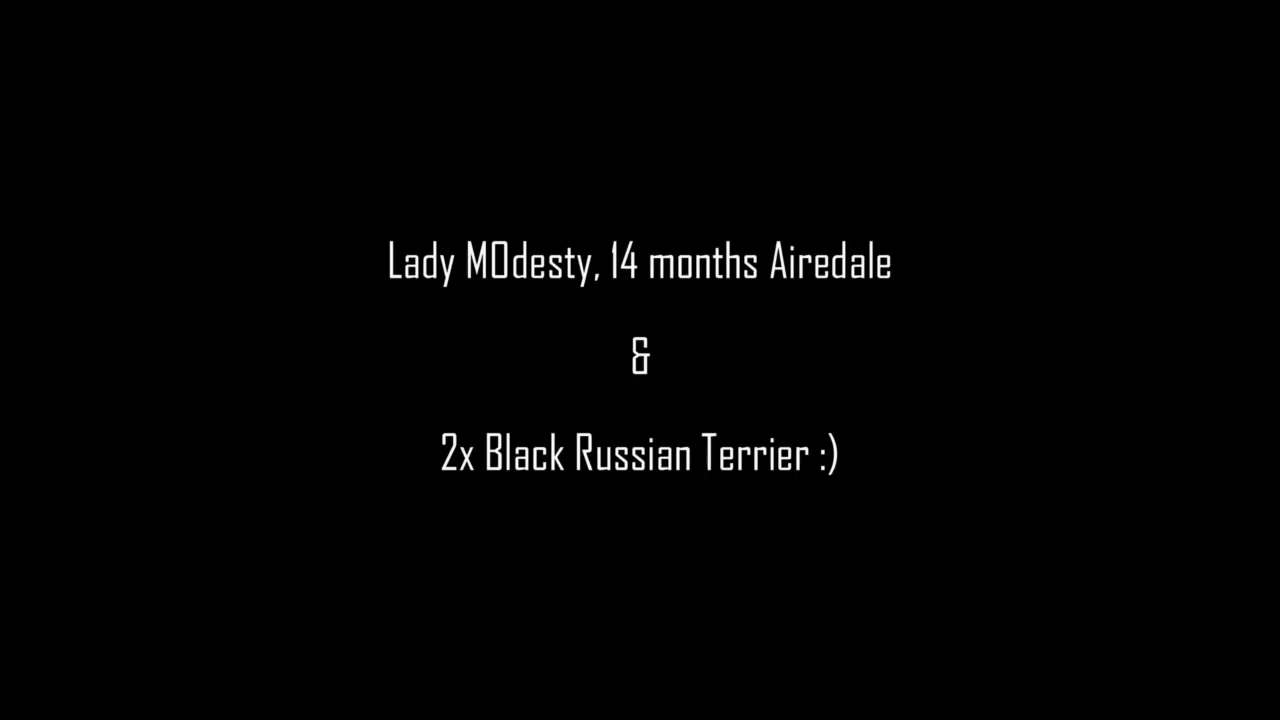 Lady MOdesty, 14 months Airedale
&
2x Black Russian Terrier :)